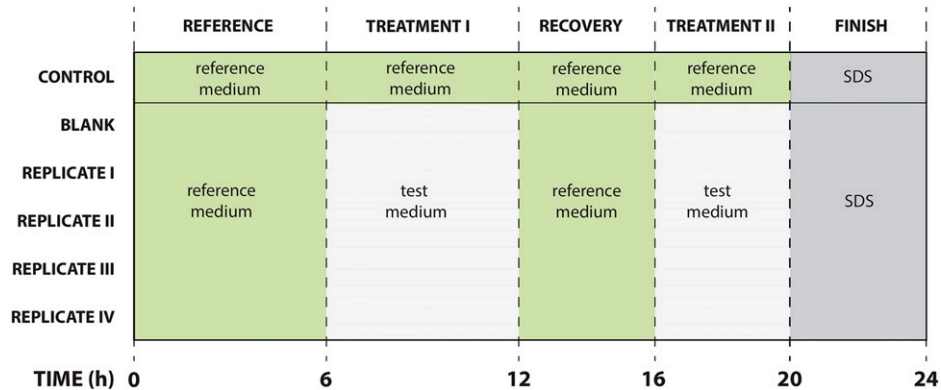 REFERENCE TREATMENT I RECOVERY TREATMENT II FINISH
CONTROL
reference
medium
reference
medium
reference
medium
reference
medium
SDS
BLANK
REPLICATE I
REPLICATE II
REPLICATE III
REPLICATE IV
reference
medium
test
medium
reference
medium
test
medium
SDS
TIME (h) 0 6 12 16 20 24